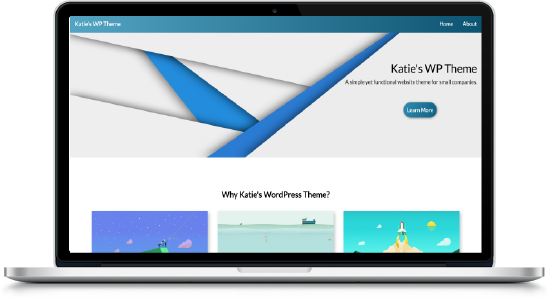 Katie's WP Theme
Home About
Katie's WP Theme
A simple yet functional website theme for small companies.
Learn More
Why Katie's WordPress Theme?